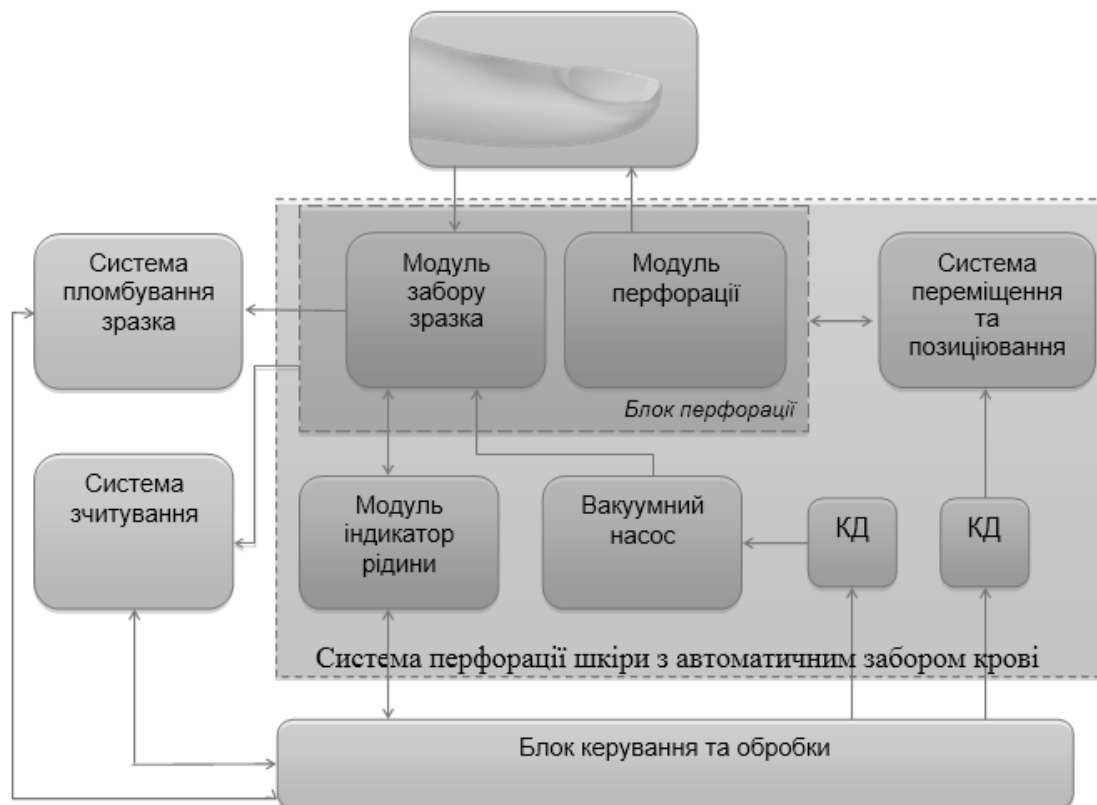 Система
пломбування
зразка
Модуль
забору
зразка
Модуль
перфорації
Система
переміщення
та
позиціювання
Блок перфорації
Система
зчитування
Модуль
індикатор
рідини
Вакуумний
насос
КД
КД
Система перфорації шкіри з автоматичним забором крові
Блок керування та обробки